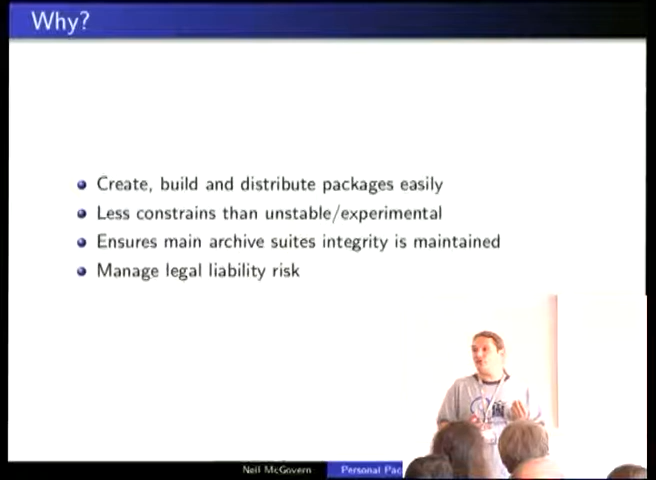 Why?
Create, build and distribute packages easily
Less constrains than unstable/experimental
Ensures main archive suites integrity is maintained
Manage legal liability risk
Neil McGovern
Personal